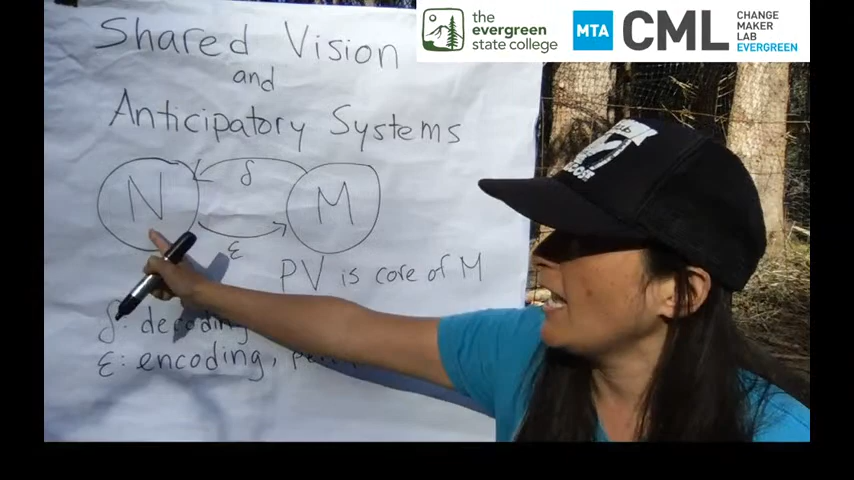 the
evergreen
state college
MTA CML
CHANGE
MAKER
LAB
EVERGREEN
Shared Vision
and
Anticipatory Systems
N δ M
ε
PV is core of M
δ: decoding
ε: encoding,